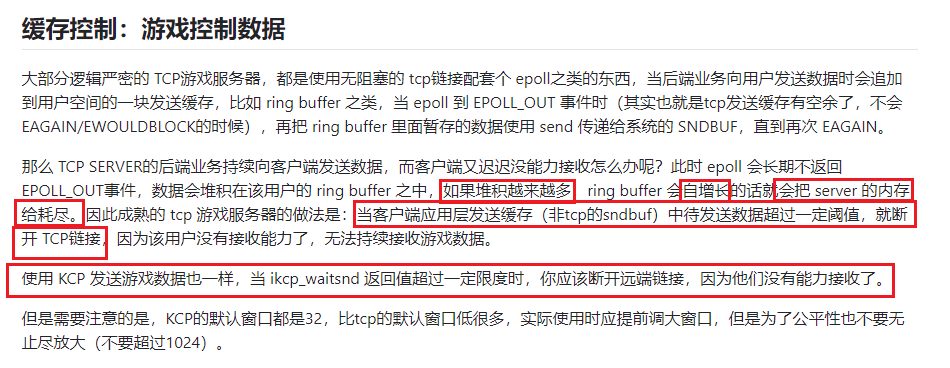 缓存控制：游戏控制数据
大部分逻辑严密的 TCP游戏服务器，都是使用无阻塞的 tcp链接配套个 epoll之类的东西，当后端业务向用户发送数据时会追加
到用户空间的一块发送缓存，比如 ring buffer 之类，当 epoll 到 EPOLL_OUT 事件时（其实也就是tcp发送缓存有空余了，不会
EAGAIN/EWOULDBLOCK的时候），再把 ring buffer 里面暂存的数据使用 send 传递给系统的 SNDBUF，直到再次 EAGAIN。
那么 TCP SERVER的后端业务持续向客户端发送数据，而客户端又迟迟没能力接收怎么办呢？此时 epoll 会长期不返回
EPOLL_OUT事件，数据会堆积在该用户的 ring buffer 之中，如果堆积越来越多 ring buffer 会自增长的话就会把 server 的内存
给耗尽。因此成熟的 tcp 游戏服务器的做法是：当客户端应用层发送缓存（非tcp的sndbuf）中待发送数据超过一定阈值，就断
开 TCP链接，因为该用户没有接收能力了，无法持续接收游戏数据。
使用 KCP 发送游戏数据也一样，当 ikcp_waitsnd 返回值超过一定限度时，你应该断开远端链接，因为他们没有能力接收了。
但是需要注意的是，KCP的默认窗口都是32，比tcp的默认窗口低很多，实际使用时应提前调大窗口，但是为了公平性也不要无
止尽放大（不要超过1024）。